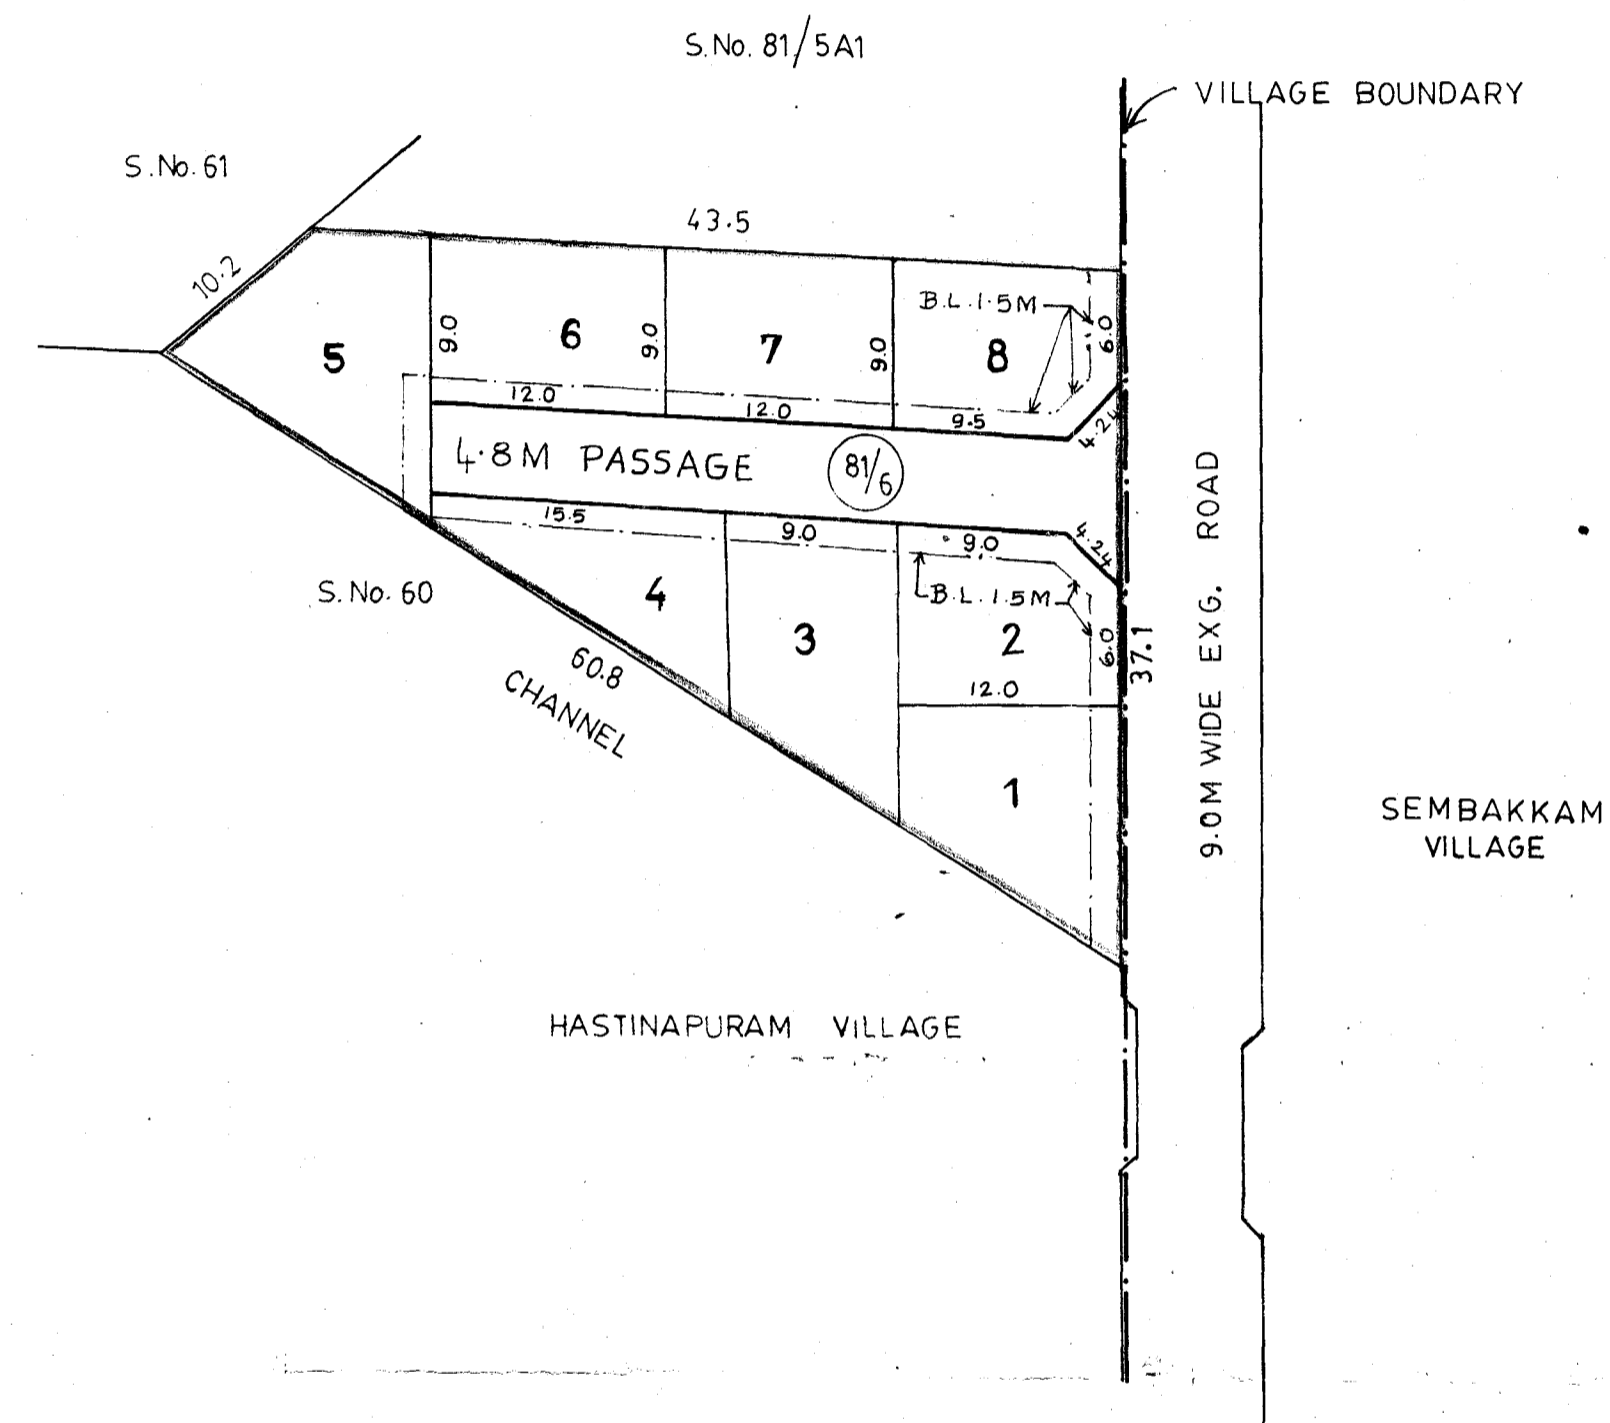 S.No. 81/5A1
VILLAGE BOUNDARY
S.No. 61
43.5
10.2
B.L.1.5M
9.0
6
9.0
7
9.0
8
6.0
5
12.0
12.0
9.5
4.24
4.8M PASSAGE
81/6
15.5
9.0
9.0
4.24
S.No. 60
4
3
B.L.1.5M
2
6.0
37.1
9.0M WIDE EXG. ROAD
60.8
CHANNEL
12.0
1
SEMBAKKAM
VILLAGE
HASTINAPURAM VILLAGE